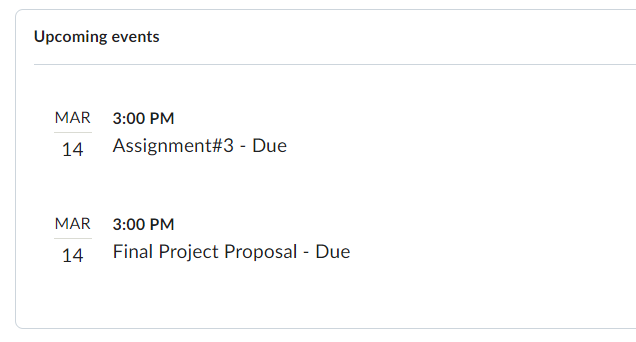 Upcoming events
MAR
3:00 PM
14
Assignment#3 - Due
MAR
3:00 PM
14
Final Project Proposal - Due